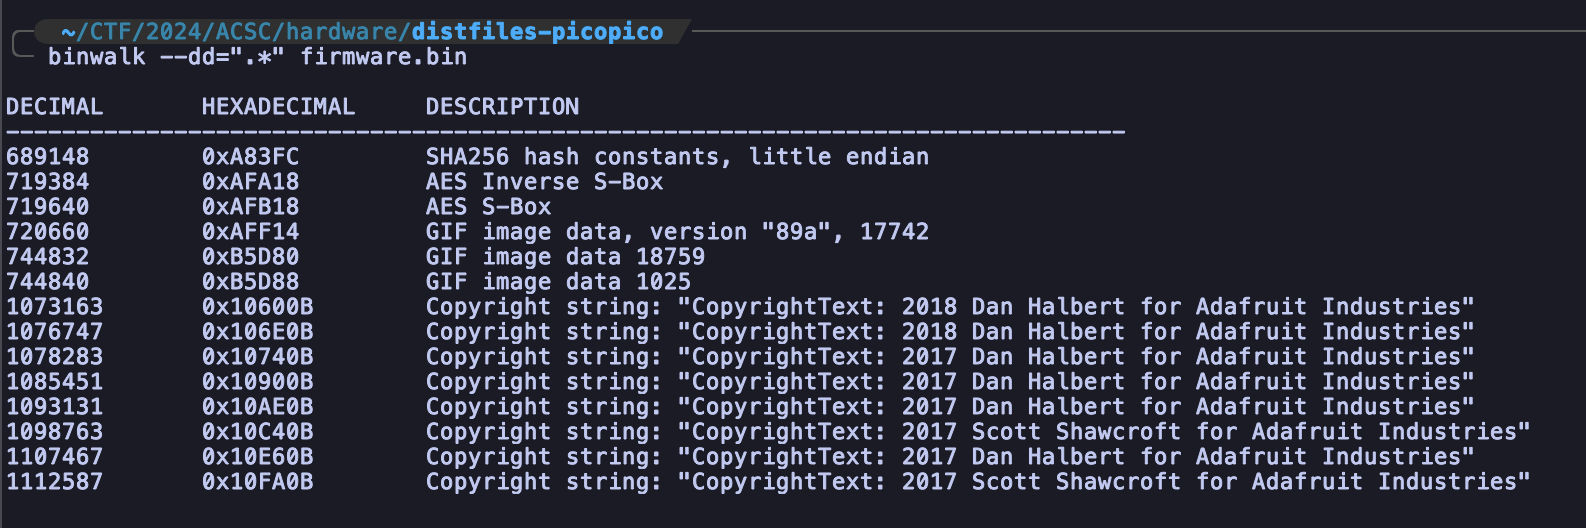 ~/CTF/2024/ACSC/hardware/distfiles-picopico
binwalk --dd=".*" firmware.bin
DECIMAL       HEXADECIMAL     DESCRIPTION
--------------------------------------------------------------------------------
689148        0xA83FC         SHA256 hash constants, little endian
719384        0xAFA18         AES Inverse S-Box
719640        0xAFB18         AES S-Box
720660        0xAFF14         GIF image data, version "89a", 17742
744832        0xB5D80         GIF image data 18759
744840        0xB5D88         GIF image data 1025
1073163       0x10600B        Copyright string: "CopyrightText: 2018 Dan Halbert for Adafruit Industries"
1076747       0x106E0B        Copyright string: "CopyrightText: 2018 Dan Halbert for Adafruit Industries"
1078283       0x10740B        Copyright string: "CopyrightText: 2017 Dan Halbert for Adafruit Industries"
1085451       0x10900B        Copyright string: "CopyrightText: 2017 Dan Halbert for Adafruit Industries"
1093131       0x10AE0B        Copyright string: "CopyrightText: 2017 Dan Halbert for Adafruit Industries"
1098763       0x10C40B        Copyright string: "CopyrightText: 2017 Scott Shawcroft for Adafruit Industries"
1107467       0x10E60B        Copyright string: "CopyrightText: 2017 Dan Halbert for Adafruit Industries"
1112587       0x10FA0B        Copyright string: "CopyrightText: 2017 Scott Shawcroft for Adafruit Industries"